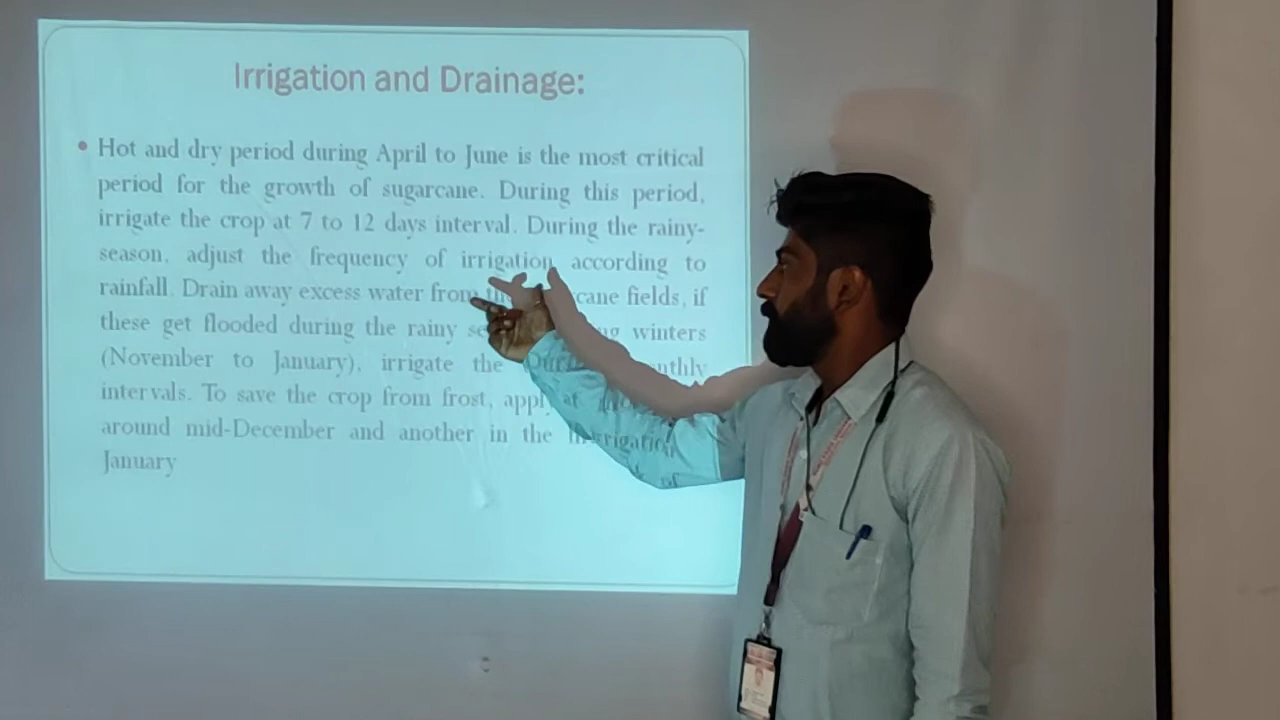 Irrigation and Drainage:
• Hot and dry period during April to June is the most critical
period for the growth of sugarcane. During this period,
irrigate the crop at 7 to 12 days interval. During the rainy-
season, adjust the frequency of irrigation according to
rainfall. Drain away excess water from the cane fields, if
these get flooded during the rainy winters
(November to January), irrigate the
intervals. To save the crop from frost, apply at
around mid-December and another in the
January